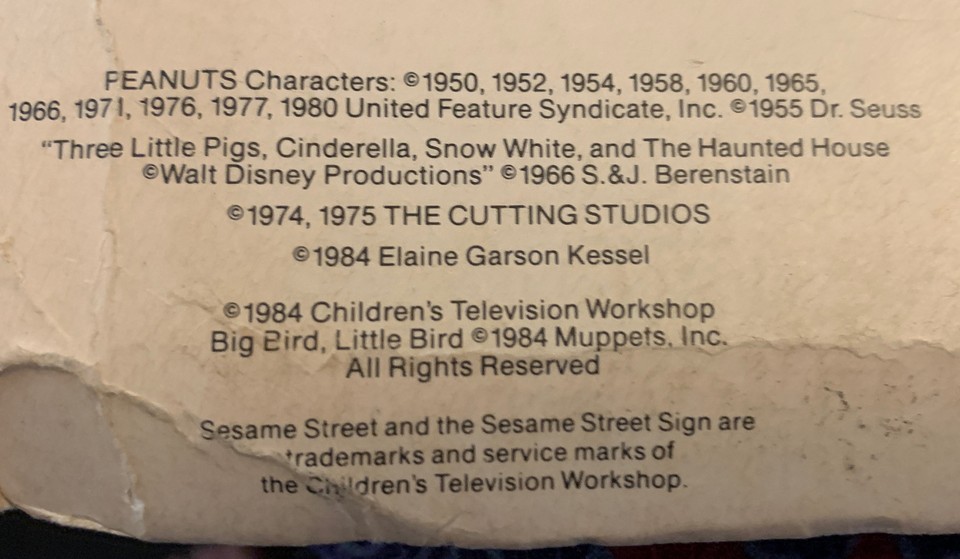 PEANUTS Characters: ©1950, 1952, 1954, 1958, 1960, 1965,
1966, 1971, 1976, 1977, 1980 United Feature Syndicate, Inc. ©1955 Dr. Seuss
“Three Little Pigs, Cinderella, Snow White, and The Haunted House
©Walt Disney Productions” ©1966 S.&J. Berenstain
©1974, 1975 THE CUTTING STUDIOS
©1984 Elaine Garson Kessel
©1984 Children's Television Workshop
Big Bird, Little Bird ©1984 Muppets, Inc.
All Rights Reserved
Sesame Street and the Sesame Street Sign are
trademarks and service marks of
the Children's Television Workshop.